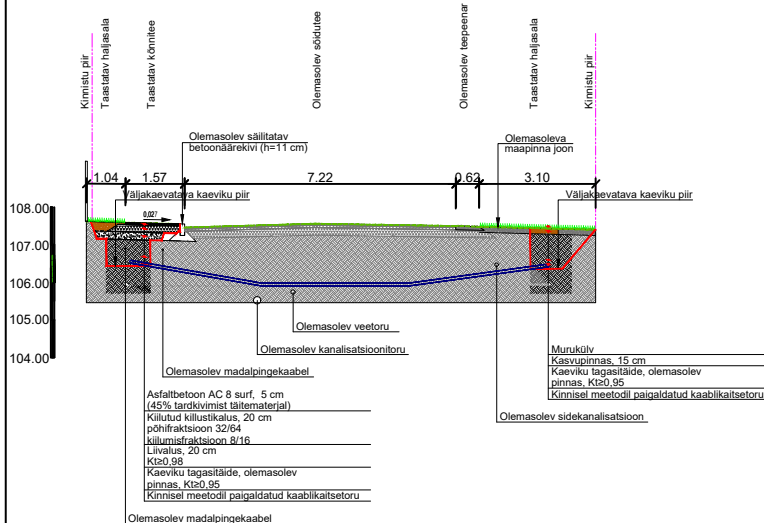 Kinnistu piir
Taastatav haljasala
Taastatav kõnnitee
Olemasolev sõidutee
Olemasolev teepeenar
Taastatav haljasala
Kinnistu piir
Olemasolev säilitatav
betoonäärekivi (h=11 cm)
Olemasoleva
maapinna joon
1.04
1.57
7.22
0.62
3.10
Väljakaevatava kaeviku piir
Väljakaevatava kaeviku piir
0,027
108.00
107.00
106.00
105.00
104.00
Olemasolev veetoru
Olemasolev kanalisatsioonitoru
Olemasolev madalpingekaabel
Murukülv
Kasvupinnas, 15 cm
Kaeviku tagasitäide, olemasolev
pinnas, Kt≥0,95
Kinnisel meetodil paigaldatud kaablikaitsetoru
Olemasolev sidekanalisatsioon
Asfaltbetoon AC 8 surf, 5 cm
(45% tardkivimist täitematerjal)
Kiilutud killustikalus, 20 cm
põhifraktsioon 32/64
kiilumisfraktsioon 8/16
Liivalus, 20 cm
Kt≥0,98
Kaeviku tagasitäide, olemasolev
pinnas, Kt≥0,95
Kinnisel meetodil paigaldatud kaablikaitsetoru
Olemasolev madalpingekaabel